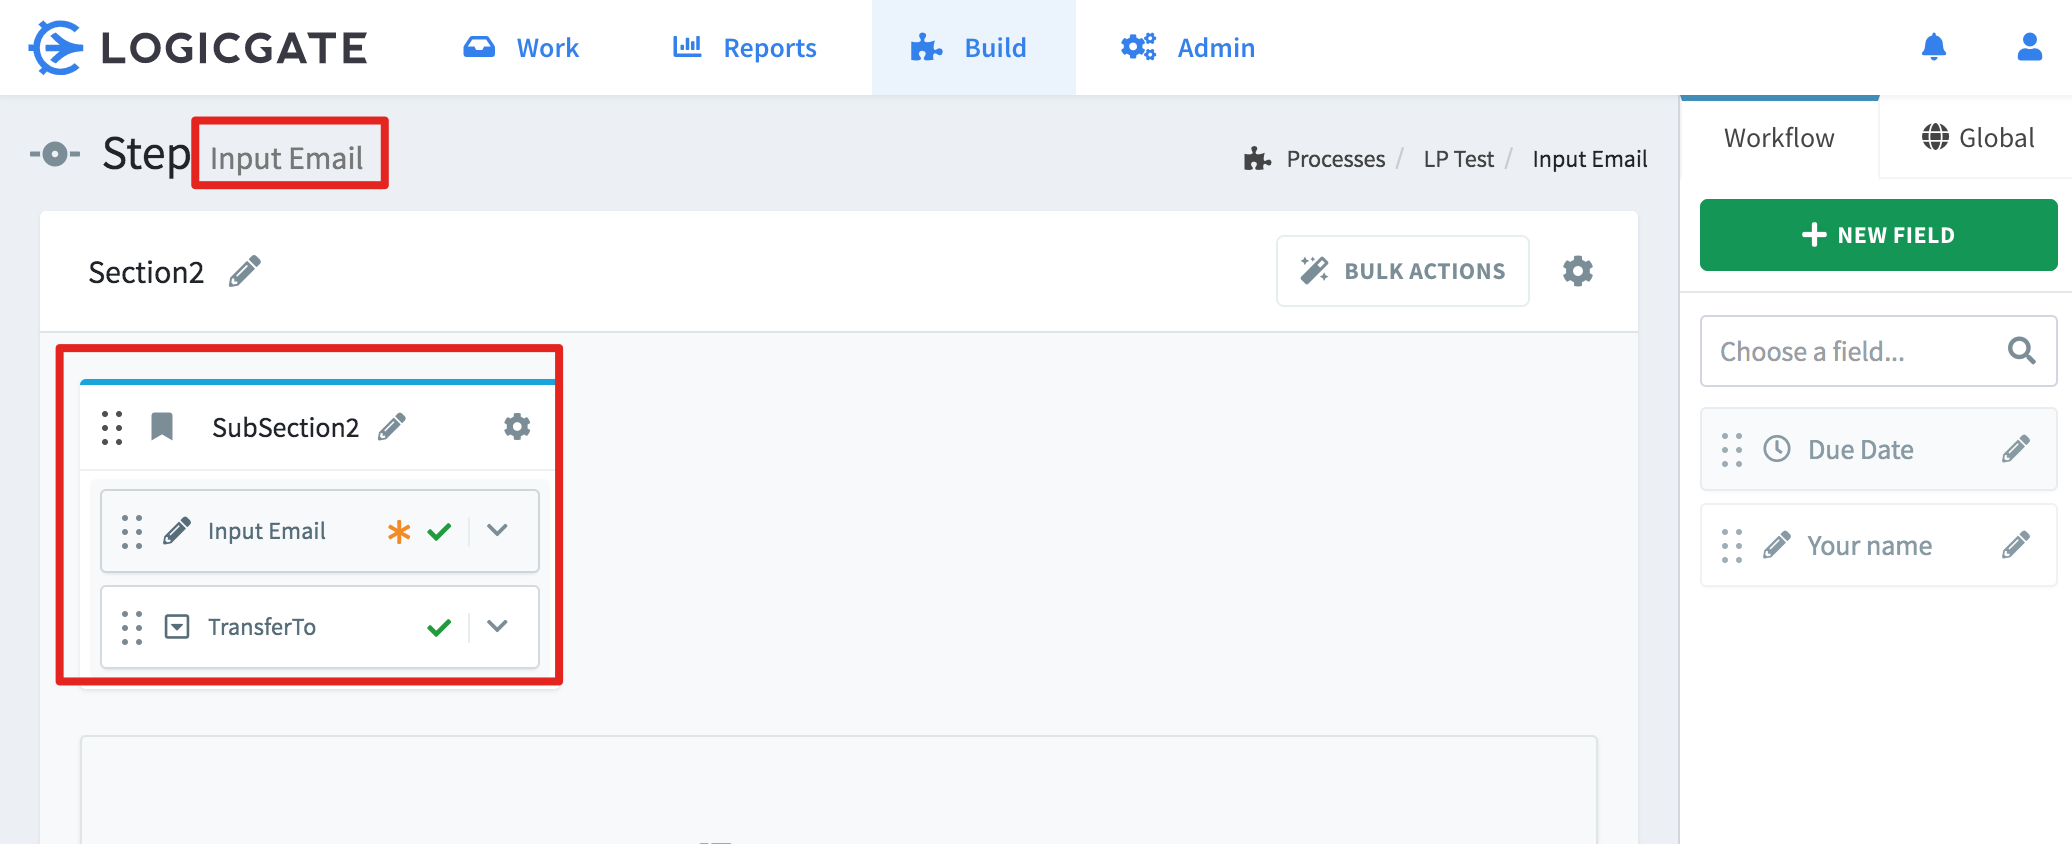 LOGICGATE Work Reports Build Admin
Step Input Email
Processes / LP Test / Input Email
Workflow Global
NEW FIELD
Section2
BULK ACTIONS
Choose a field...
SubSection2
Due Date
Input Email
Your name
TransferTo